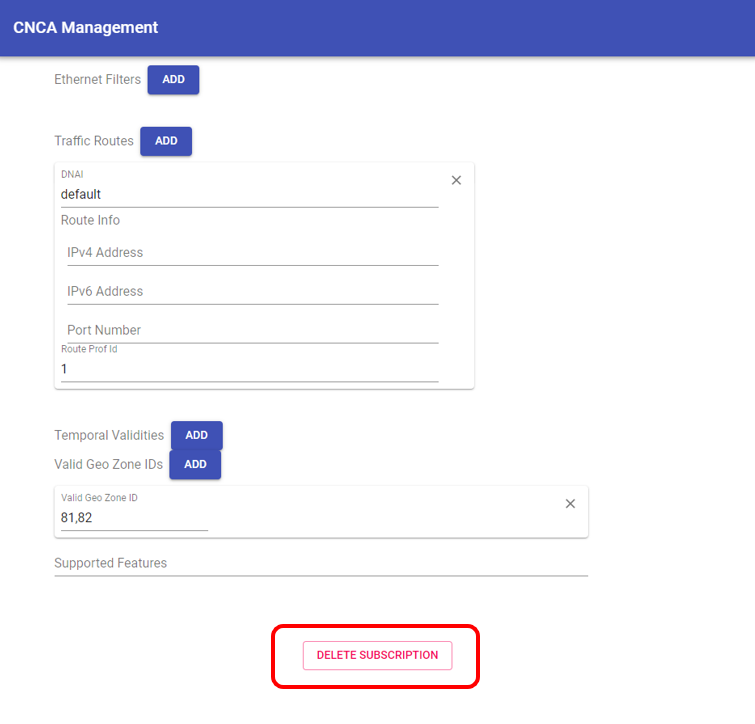 CNCA Management
Ethernet Filters ADD
Traffic Routes ADD
DNAI
default
Route Info
IPv4 Address
IPv6 Address
Port Number
Route Prof Id
1
Temporal Validities ADD
Valid Geo Zone IDs ADD
Valid Geo Zone ID
81,82
Supported Features
DELETE SUBSCRIPTION